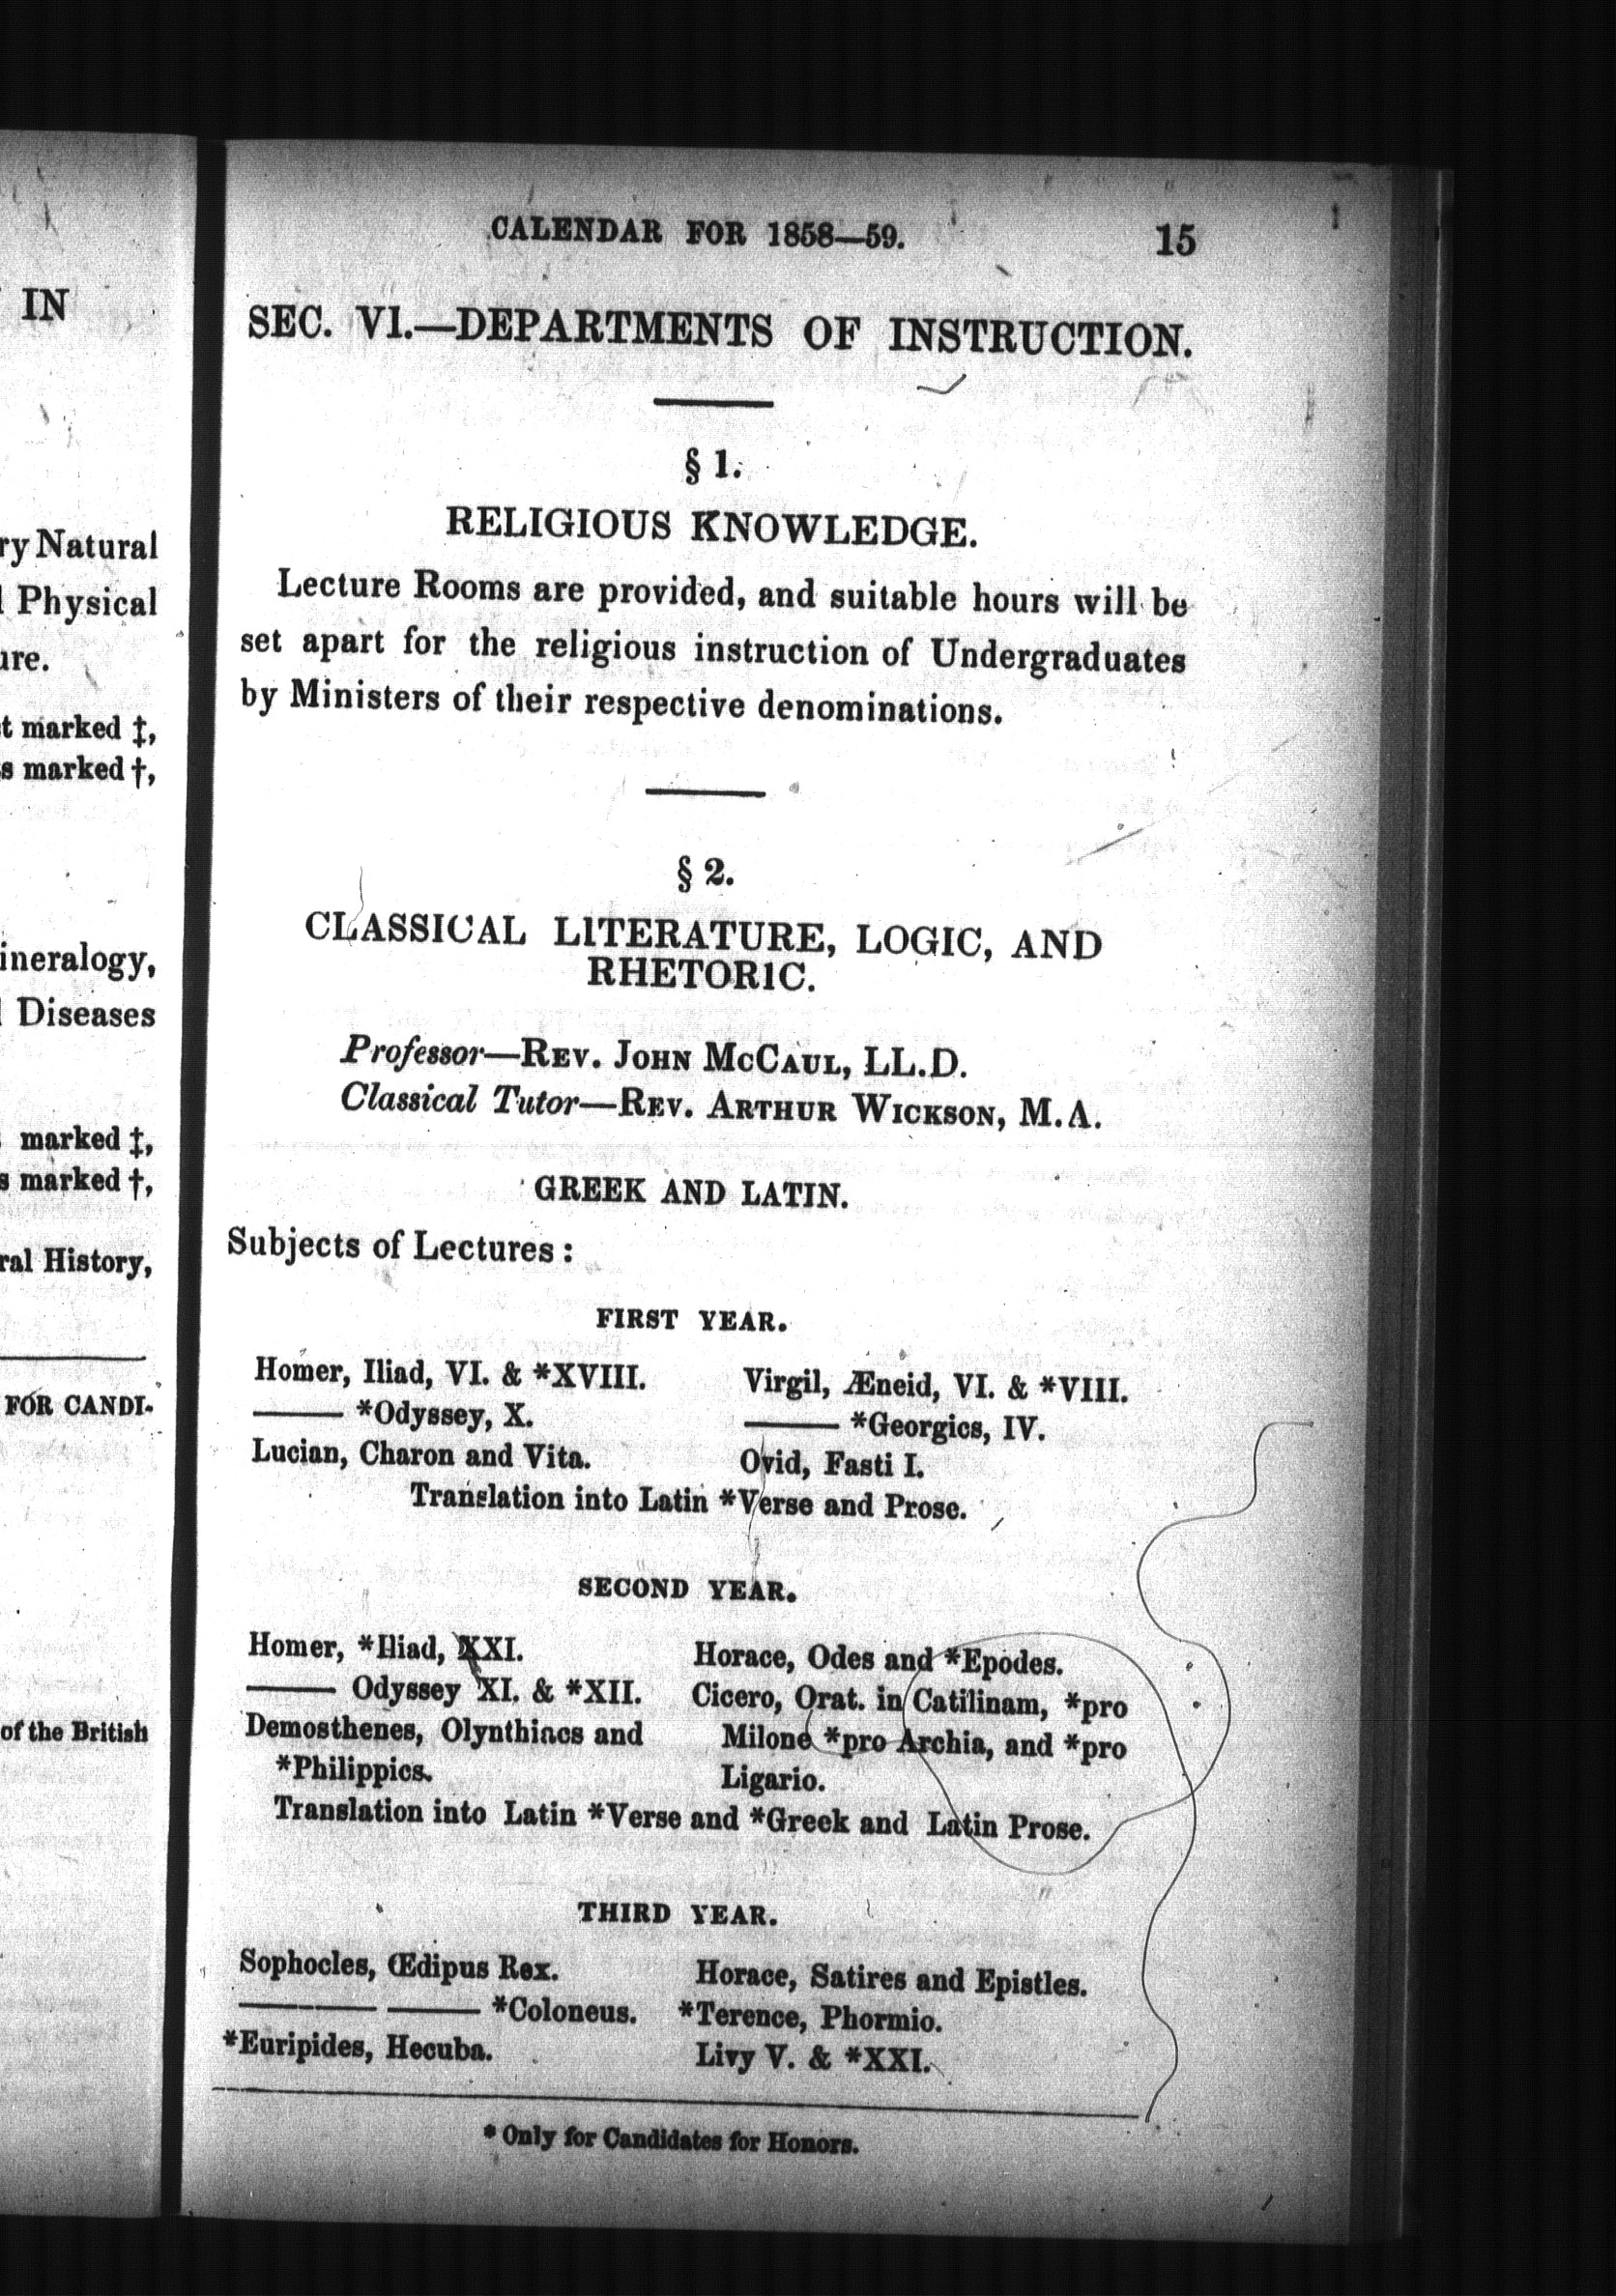 IN
ry Natural
Physical
ure.
t marked ‡,
s marked †,
ineralogy,
Diseases
marked ‡,
s marked †,
ral History,
FOR CANDI-
of the British
CALENDAR FOR 1858—59. 15
SEC. VI.—DEPARTMENTS OF INSTRUCTION.
§ 1.
RELIGIOUS KNOWLEDGE.
Lecture Rooms are provided, and suitable hours will be
set apart for the religious instruction of Undergraduates
by Ministers of their respective denominations.
§ 2.
CLASSICAL LITERATURE, LOGIC, AND
RHETORIC.
Professor—REV. JOHN MCCAUL, LL.D.
Classical Tutor—REV. ARTHUR WICKSON, M.A.
GREEK AND LATIN.
Subjects of Lectures:
FIRST YEAR.
Homer, Iliad, VI. & *XVIII.
—— *Odyssey, X.
Lucian, Charon and Vita.
Virgil, Æneid, VI. & *VIII.
—— *Georgics, IV.
Ovid, Fasti I.
Translation into Latin *Verse and Prose.
SECOND YEAR.
Homer, *Iliad, XXI.
—— Odyssey XI. & *XII.
Demosthenes, Olynthiacs and
*Philippics.
Horace, Odes and *Epodes.
Cicero, Orat. in Catilinam, *pro
Milone *pro Archia, and *pro
Ligario.
Translation into Latin *Verse and *Greek and Latin Prose.
THIRD YEAR.
Sophocles, Œdipus Rex.
——— —— *Coloneus.
*Euripides, Hecuba.
Horace, Satires and Epistles.
*Terence, Phormio.
Livy V. & *XXI.
* Only for Candidates for Honors.